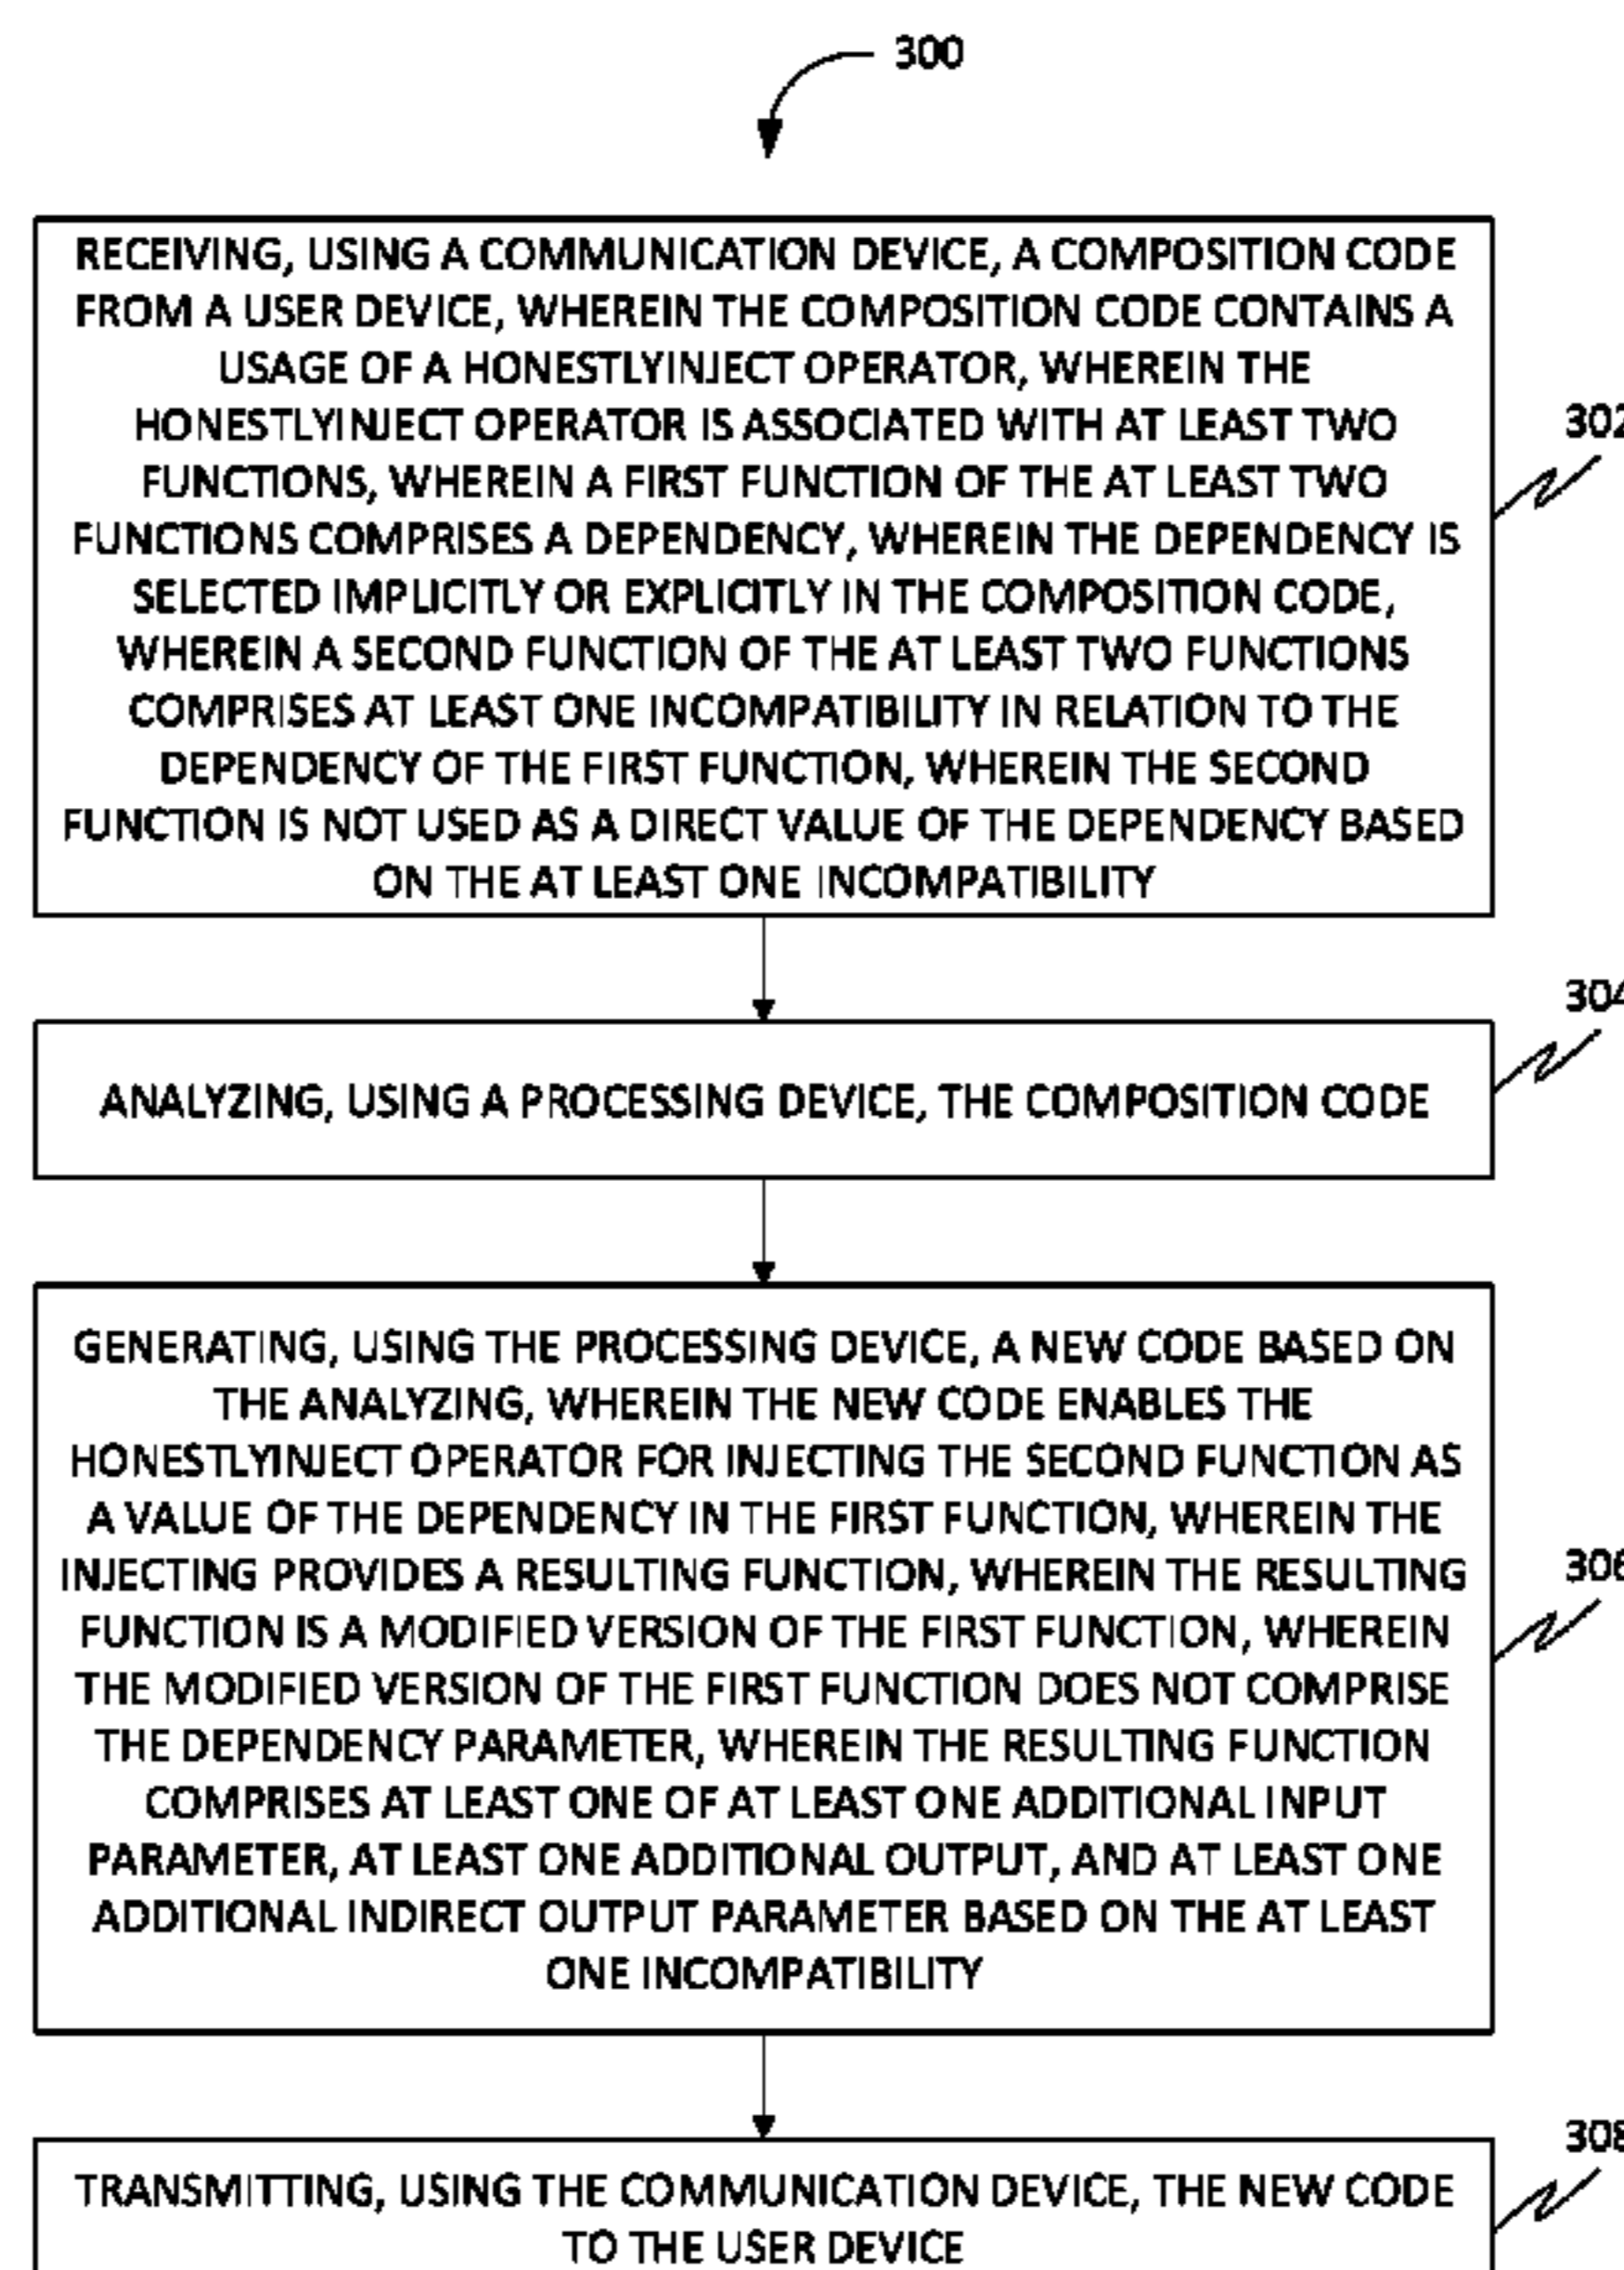 300
RECEIVING, USING A COMMUNICATION DEVICE, A COMPOSITION CODE
FROM A USER DEVICE, WHEREIN THE COMPOSITION CODE CONTAINS A
USAGE OF A HONESTLYINJECT OPERATOR, WHEREIN THE
HONESTLYINJECT OPERATOR IS ASSOCIATED WITH AT LEAST TWO
FUNCTIONS, WHEREIN A FIRST FUNCTION OF THE AT LEAST TWO
FUNCTIONS COMPRISES A DEPENDENCY, WHEREIN THE DEPENDENCY IS
SELECTED IMPLICITLY OR EXPLICITLY IN THE COMPOSITION CODE,
WHEREIN A SECOND FUNCTION OF THE AT LEAST TWO FUNCTIONS
COMPRISES AT LEAST ONE INCOMPATIBILITY IN RELATION TO THE
DEPENDENCY OF THE FIRST FUNCTION, WHEREIN THE SECOND
FUNCTION IS NOT USED AS A DIRECT VALUE OF THE DEPENDENCY BASED
ON THE AT LEAST ONE INCOMPATIBILITY
302
304
ANALYZING, USING A PROCESSING DEVICE, THE COMPOSITION CODE
GENERATING, USING THE PROCESSING DEVICE, A NEW CODE BASED ON
THE ANALYZING, WHEREIN THE NEW CODE ENABLES THE
HONESTLYINJECT OPERATOR FOR INJECTING THE SECOND FUNCTION AS
A VALUE OF THE DEPENDENCY IN THE FIRST FUNCTION, WHEREIN THE
INJECTING PROVIDES A RESULTING FUNCTION, WHEREIN THE RESULTING
FUNCTION IS A MODIFIED VERSION OF THE FIRST FUNCTION, WHEREIN
THE MODIFIED VERSION OF THE FIRST FUNCTION DOES NOT COMPRISE
THE DEPENDENCY PARAMETER, WHEREIN THE RESULTING FUNCTION
COMPRISES AT LEAST ONE OF AT LEAST ONE ADDITIONAL INPUT
PARAMETER, AT LEAST ONE ADDITIONAL OUTPUT, AND AT LEAST ONE
ADDITIONAL INDIRECT OUTPUT PARAMETER BASED ON THE AT LEAST
ONE INCOMPATIBILITY
306
308
TRANSMITTING, USING THE COMMUNICATION DEVICE, THE NEW CODE
TO THE USER DEVICE